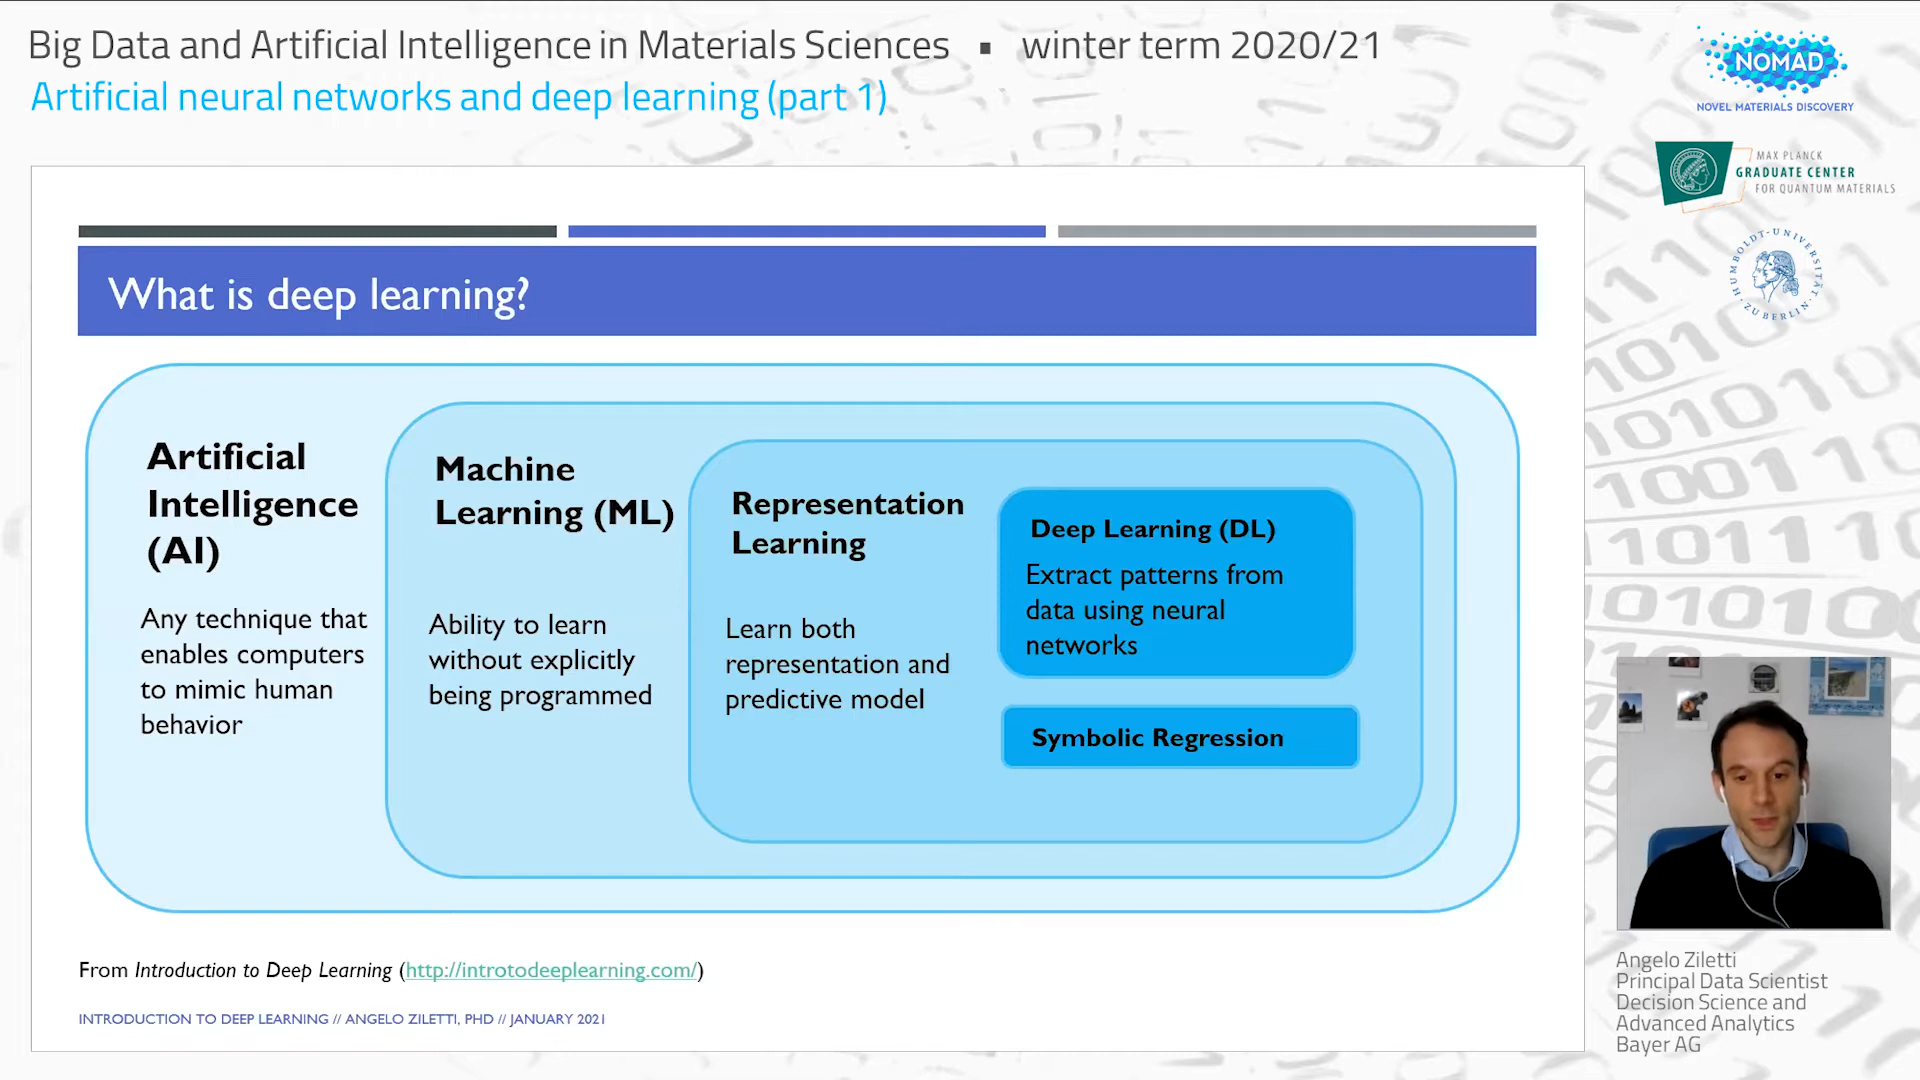 Big Data and Artificial Intelligence in Materials Sciences ▪ winter term 2020/21
Artificial neural networks and deep learning (part 1)
NOMAD
NOVEL MATERIALS DISCOVERY
MAX PLANCK
GRADUATE CENTER
FOR QUANTUM MATERIALS
HUMBOLDT-UNIVERSITÄT
ZU BERLIN
What is deep learning?
Artificial
Intelligence
(AI)
Any technique that
enables computers
to mimic human
behavior
Machine
Learning (ML)
Ability to learn
without explicitly
being programmed
Representation
Learning
Learn both
representation and
predictive model
Deep Learning (DL)
Extract patterns from
data using neural
networks
Symbolic Regression
From Introduction to Deep Learning (http://introtodeeplearning.com/)
INTRODUCTION TO DEEP LEARNING // ANGELO ZILETTI, PHD // JANUARY 2021
Angelo Ziletti
Principal Data Scientist
Decision Science and
Advanced Analytics
Bayer AG